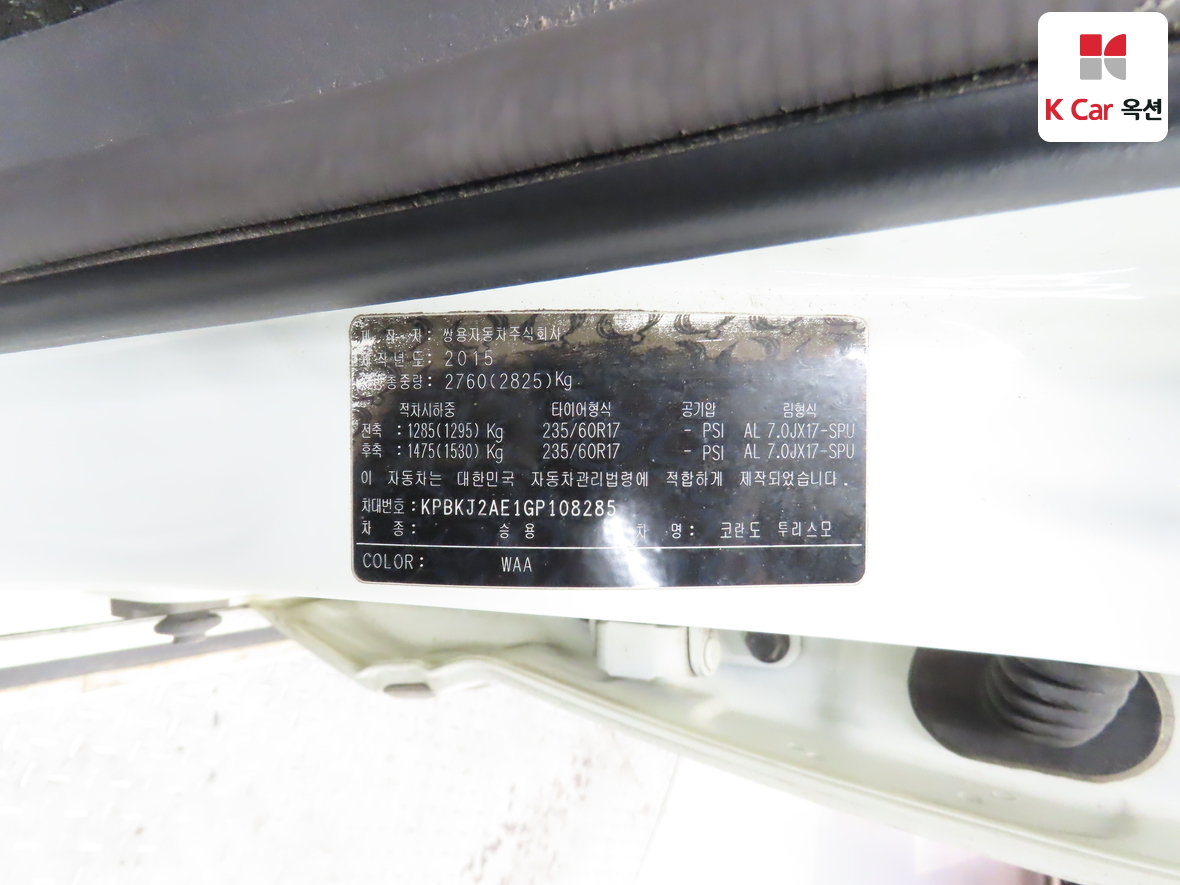 K Car 옥션
제 작 자: 쌍용자동차주식회사
제작년도: 2015
차량총중량: 2760(2825)Kg
적차시하중 타이어형식 공기압 림형식
전축 : 1285(1295) Kg 235/60R17 - PSI AL 7.0JX17-SPU
후축 : 1475(1530) Kg 235/60R17 - PSI AL 7.0JX17-SPU
이 자동차는 대한민국 자동차관리법령에 적합하게 제작되었습니다.
차대번호 : KPBKJ2AE1GP108285
차 종: 승 용 차 명: 코란도 투리스모
COLOR: WAA